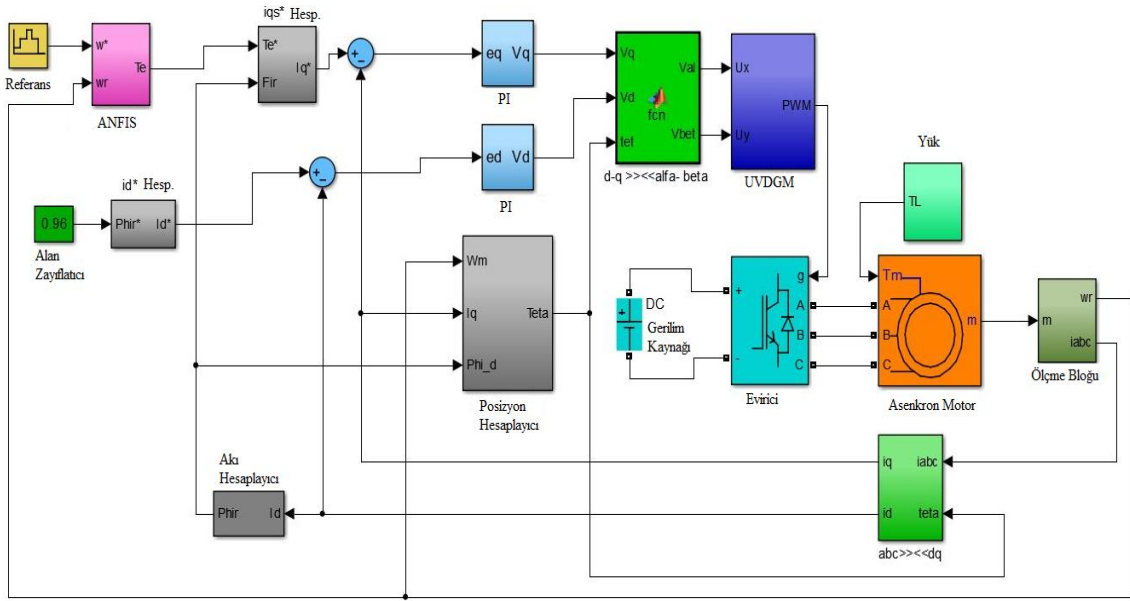 Referans
w*
wr
Te
ANFIS
iqs* Hesp.
Te*
Fir
Iq*
+
-
eq
Vq
PI
Vq
Vd
tet
fcn
Val
Vbet
d-q >><<alfa- beta
Ux
Uy
PWM
UVDGM
Yük
TL
0.96
Alan
Zayıflatıcı
id* Hesp.
Phir*
Id*
+
-
ed
Vd
PI
Wm
Iq
Phi_d
Teta
Posizyon
Hesaplayıcı
+
DC
Gerilim
Kaynağı
+
-
g
A
B
C
Evirici
Tm
A
B
C
m
Asenkron Motor
m
wr
iabc
Ölçme Bloğu
Akı
Hesaplayıcı
Phir
Id
iq
id
iabc
teta
abc>><<dq